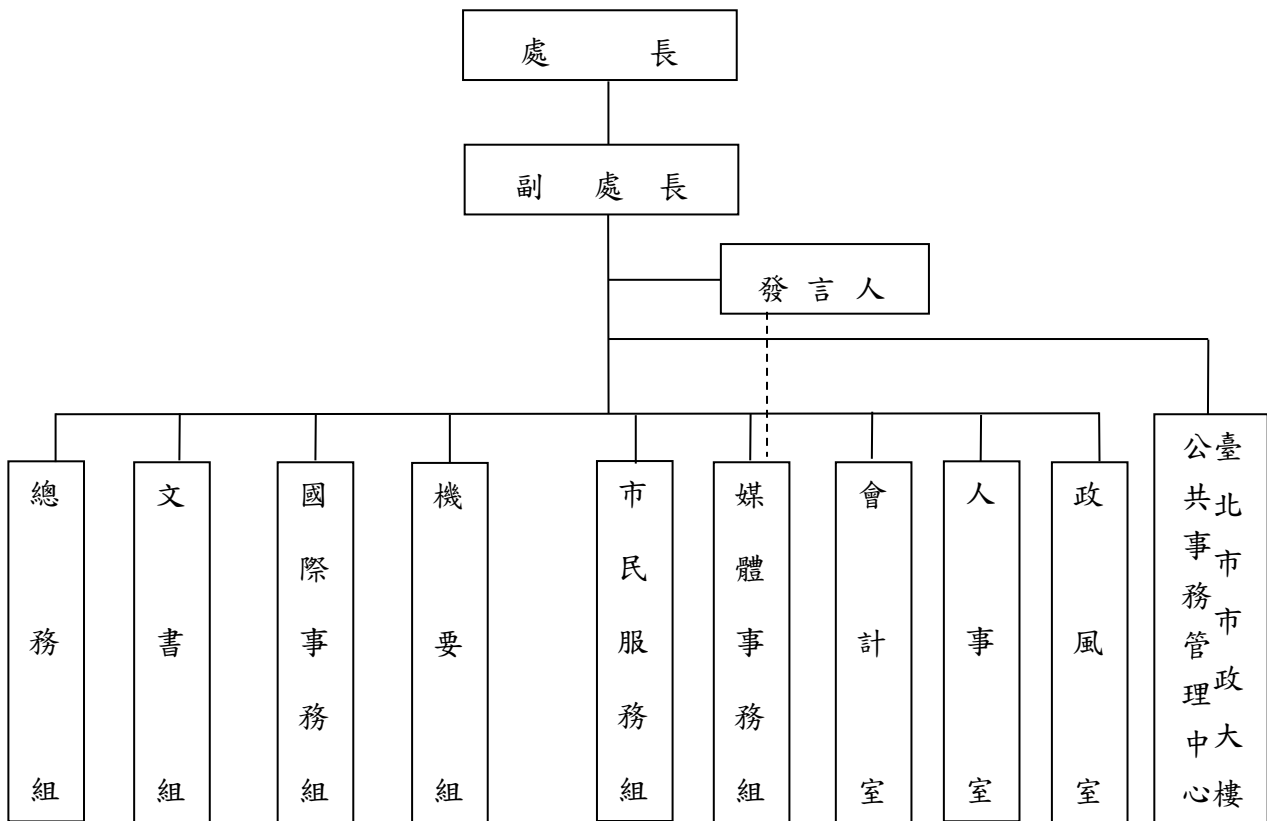 處長
副處長
發言人
總務組
文書組
國際事務組
機要組
市民服務組
媒體事務組
會計室
人事室
政風室
臺北市市政大樓
公共事務管理中心